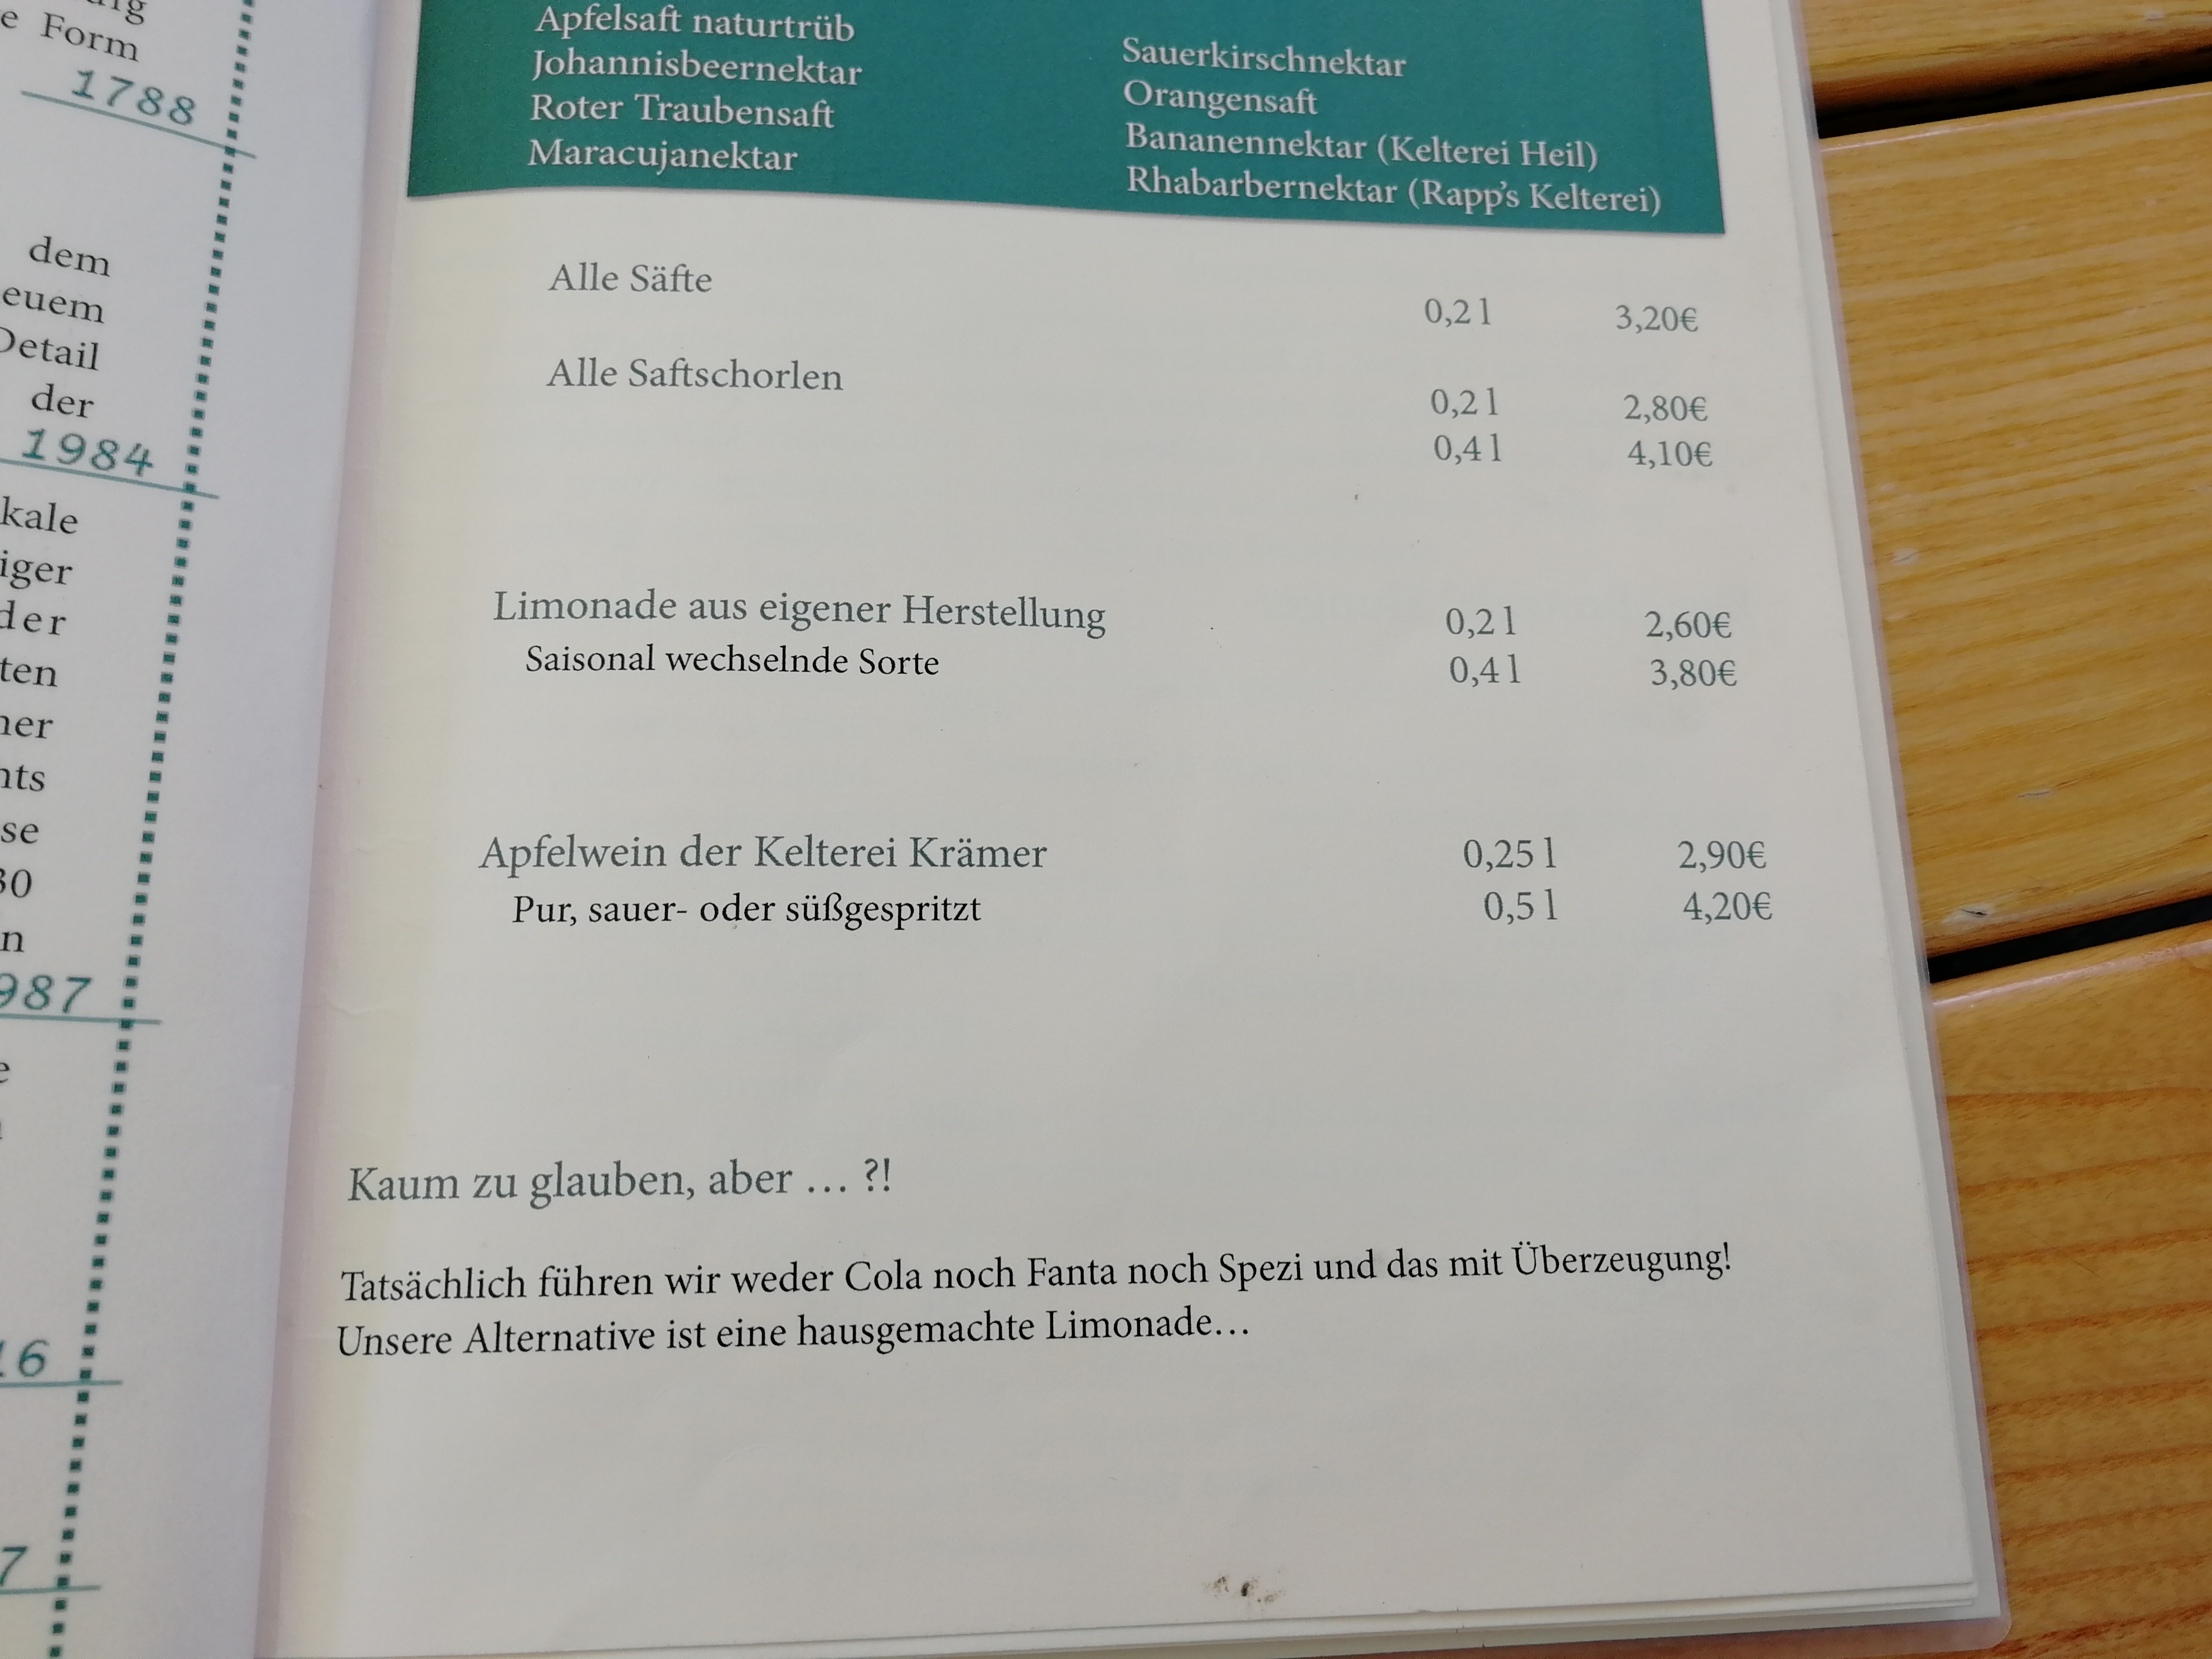 e Form
1788
dem
euem
Detail
der
1984
kale
iger
der
ten
her
nts
se
30
n
987
e
16
7
Apfelsaft naturtrüb
Johannisbeernektar
Roter Traubensaft
Maracujanektar
Sauerkirschnektar
Orangensaft
Bananennektar (Kelterei Heil)
Rhabarbernektar (Rapp's Kelterei)
Alle Säfte
0,2 l 3,20€
Alle Saftschorlen
0,2 l 2,80€
0,4 l 4,10€
Limonade aus eigener Herstellung 0,2 l 2,60€
Saisonal wechselnde Sorte 0,4 l 3,80€
Apfelwein der Kelterei Krämer 0,25 l 2,90€
Pur, sauer- oder süßgespritzt 0,5 l 4,20€
Kaum zu glauben, aber … ?!
Tatsächlich führen wir weder Cola noch Fanta noch Spezi und das mit Überzeugung!
Unsere Alternative ist eine hausgemachte Limonade…